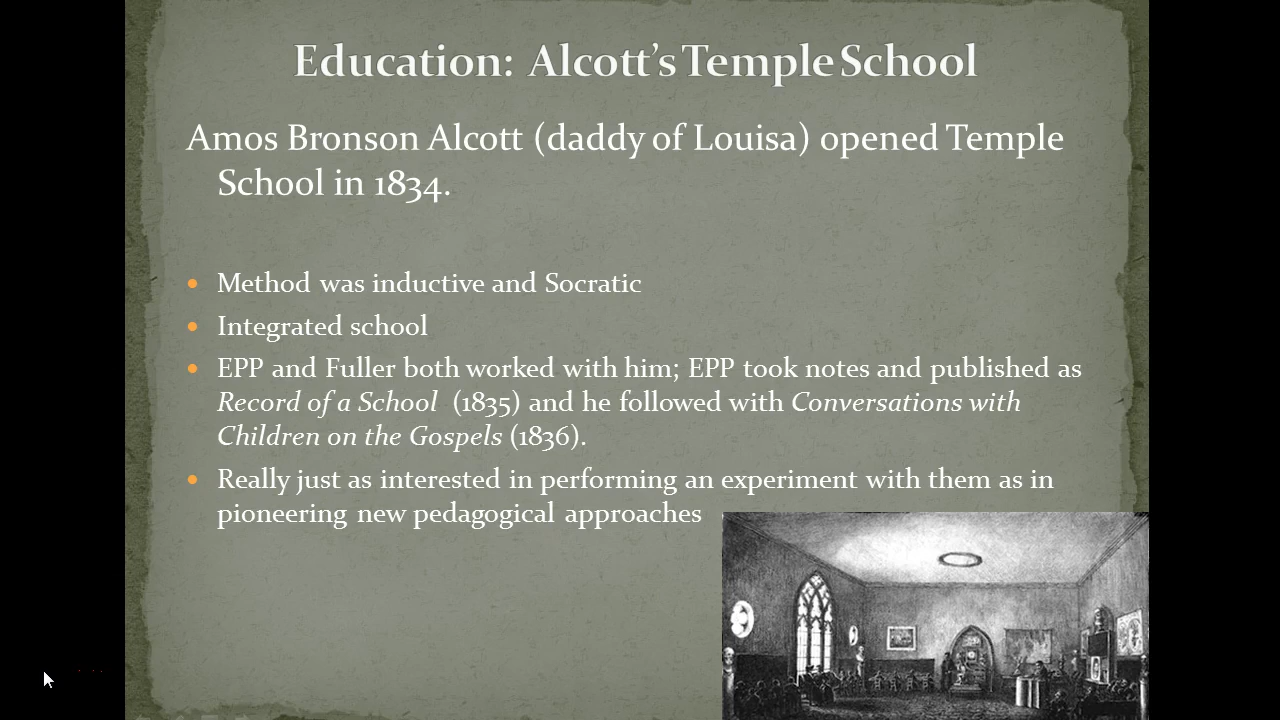 Education: Alcott's Temple School
Amos Bronson Alcott (daddy of Louisa) opened Temple
School in 1834.
• Method was inductive and Socratic
• Integrated school
• EPP and Fuller both worked with him; EPP took notes and published as
Record of a School (1835) and he followed with Conversations with
Children on the Gospels (1836).
• Really just as interested in performing an experiment with them as in
pioneering new pedagogical approaches